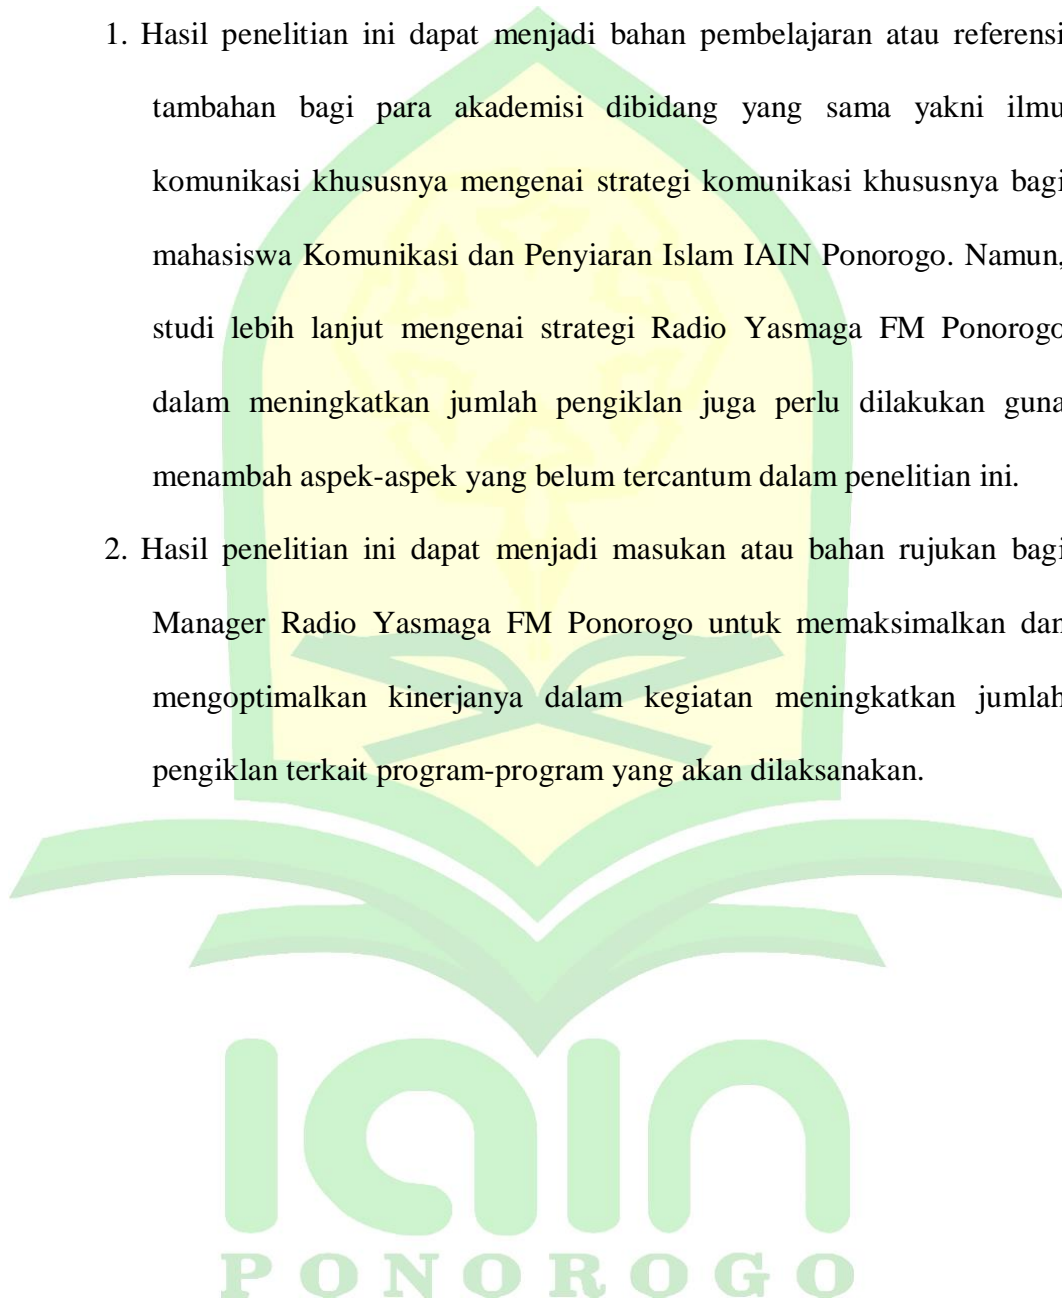 1. Hasil penelitian ini dapat menjadi bahan pembelajaran atau referensi
tambahan bagi para akademisi dibidang yang sama yakni ilmu
komunikasi khususnya mengenai strategi komunikasi khususnya bagi
mahasiswa Komunikasi dan Penyiaran Islam IAIN Ponorogo. Namun,
studi lebih lanjut mengenai strategi Radio Yasmaga FM Ponorogo
dalam meningkatkan jumlah pengiklan juga perlu dilakukan guna
menambah aspek-aspek yang belum tercantum dalam penelitian ini.
2. Hasil penelitian ini dapat menjadi masukan atau bahan rujukan bagi
Manager Radio Yasmaga FM Ponorogo untuk memaksimalkan dan
mengoptimalkan kinerjanya dalam kegiatan meningkatkan jumlah
pengiklan terkait program-program yang akan dilaksanakan.
IAIN
PONOROGO